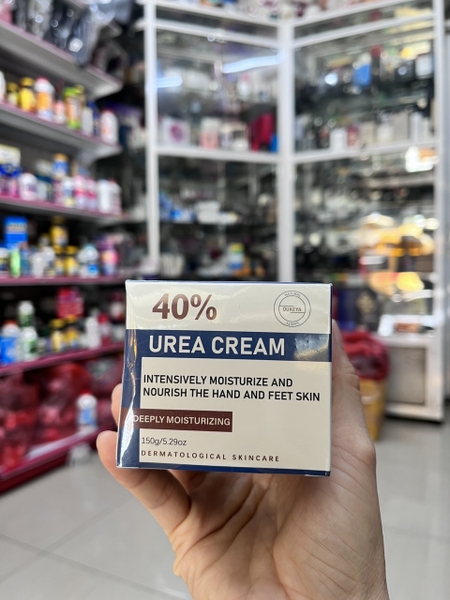 40%
UREA CREAM
INTENSIVELY MOISTURIZE AND
NOURISH THE HAND AND FEET SKIN
DEEPLY MOISTURIZING
150g/5.29oz
DERMATOLOGICAL SKINCARE